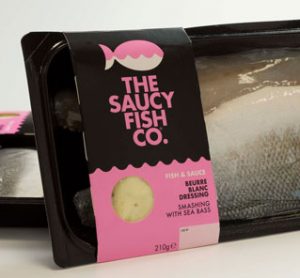 THE
SAUCY
FISH
CO.
FISH & SAUCE
BEURRE
BLANC
DRESSING
SMASHING
WITH SEA BASS
210g e